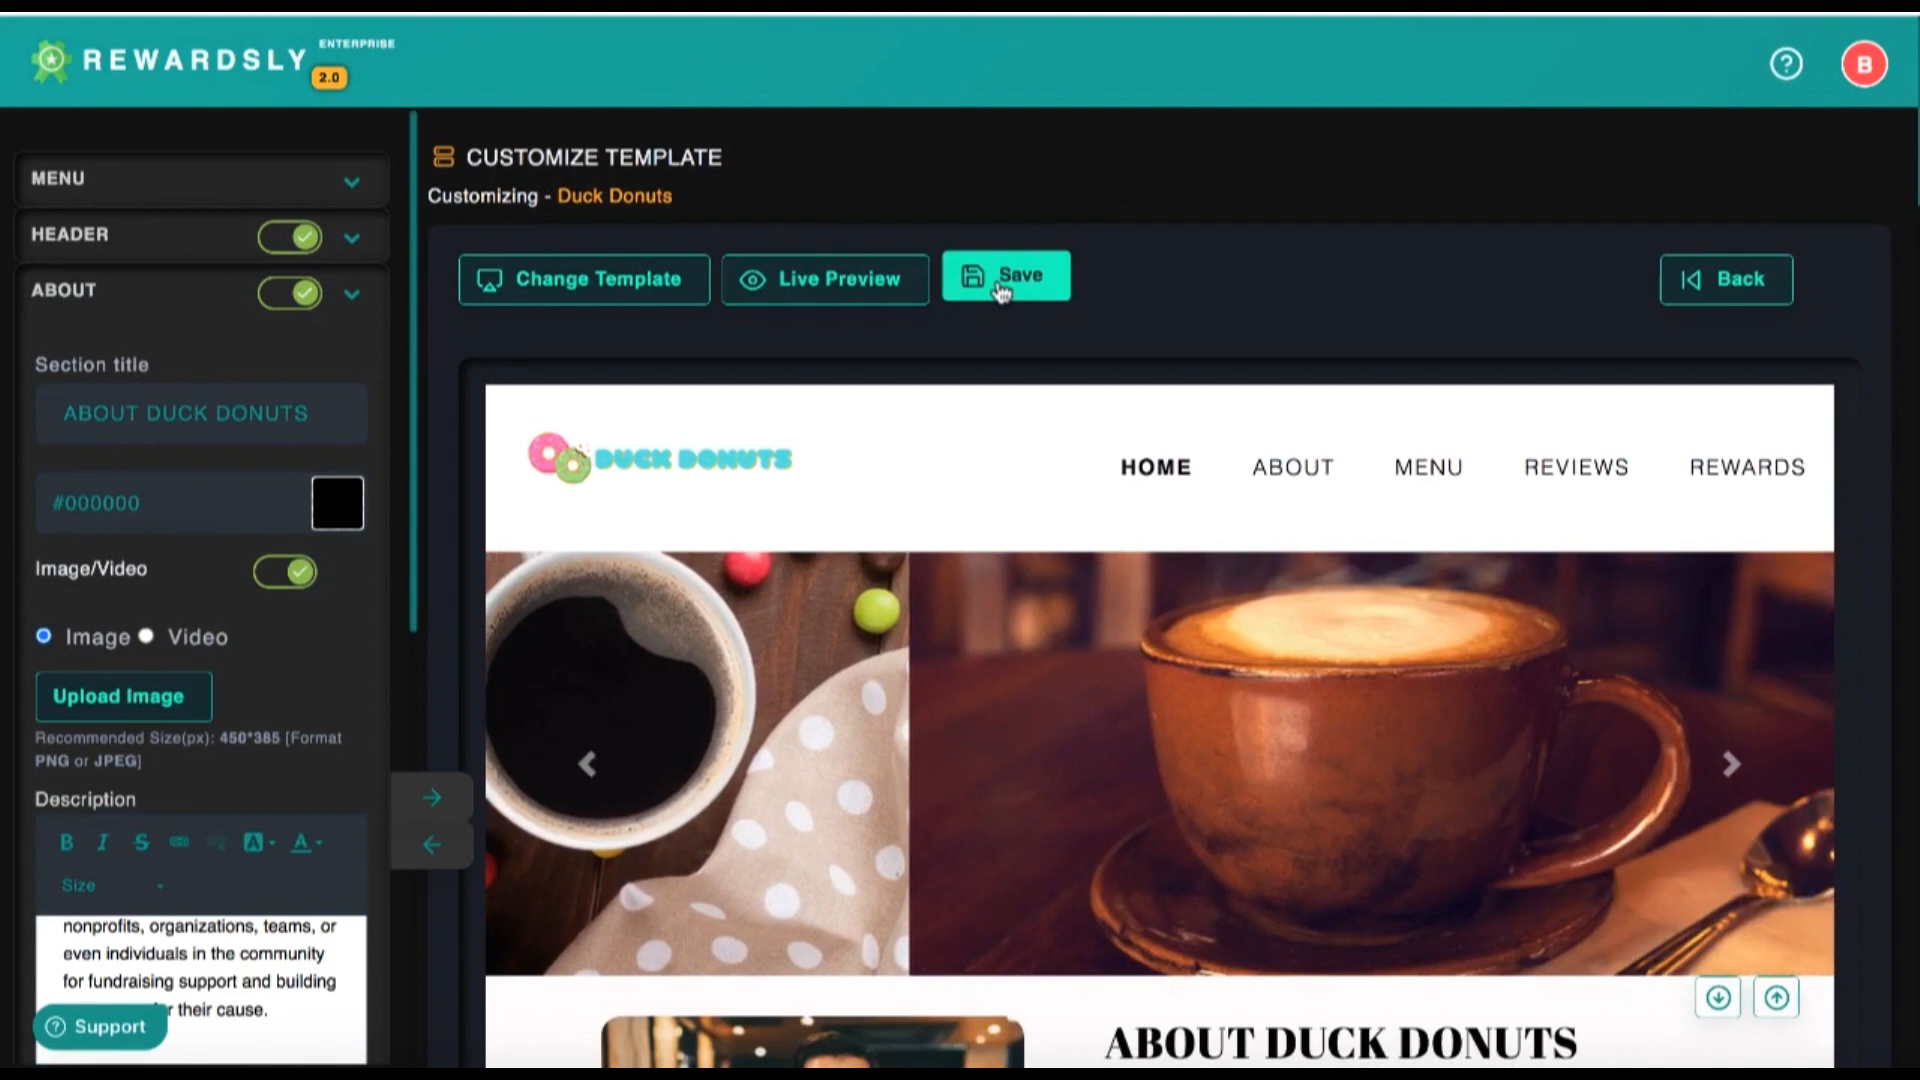 REWARDSLY
ENTERPRISE
2.0
B
MENU
HEADER
ABOUT
Section title
ABOUT DUCK DONUTS
#000000
Image/Video
Image
Video
Upload Image
Recommended Size(px): 450*385 [Format
PNG or JPEG]
Description
B I S A A
Size
nonprofits, organizations, teams, or
even individuals in the community
for fundraising support and building
their cause.
Support
CUSTOMIZE TEMPLATE
Customizing - Duck Donuts
Change Template
Live Preview
Save
Back
DUCK DONUTS
HOME
ABOUT
MENU
REVIEWS
REWARDS
ABOUT DUCK DONUTS